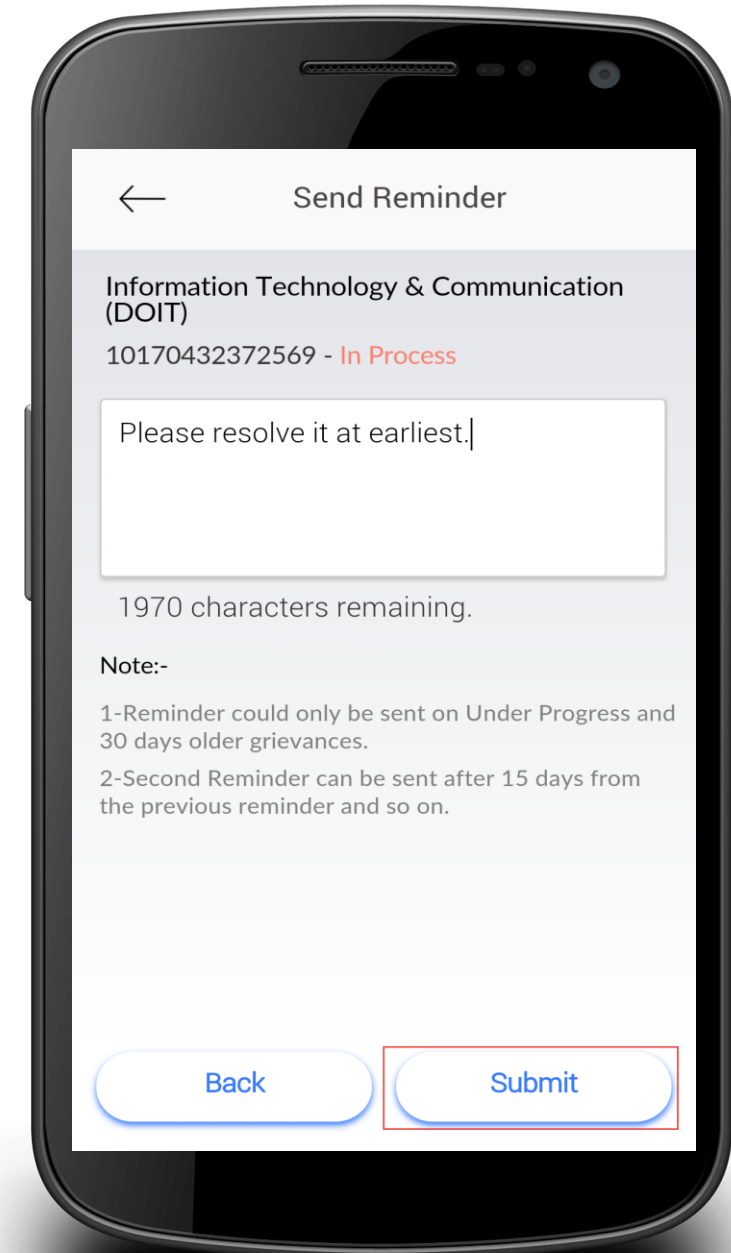 Send Reminder
Information Technology & Communication
(DOIT)
10170432372569 - In Process
Please resolve it at earliest.
1970 characters remaining.
Note:-
1-Reminder could only be sent on Under Progress and
30 days older grievances.
2-Second Reminder can be sent after 15 days from
the previous reminder and so on.
Back
Submit